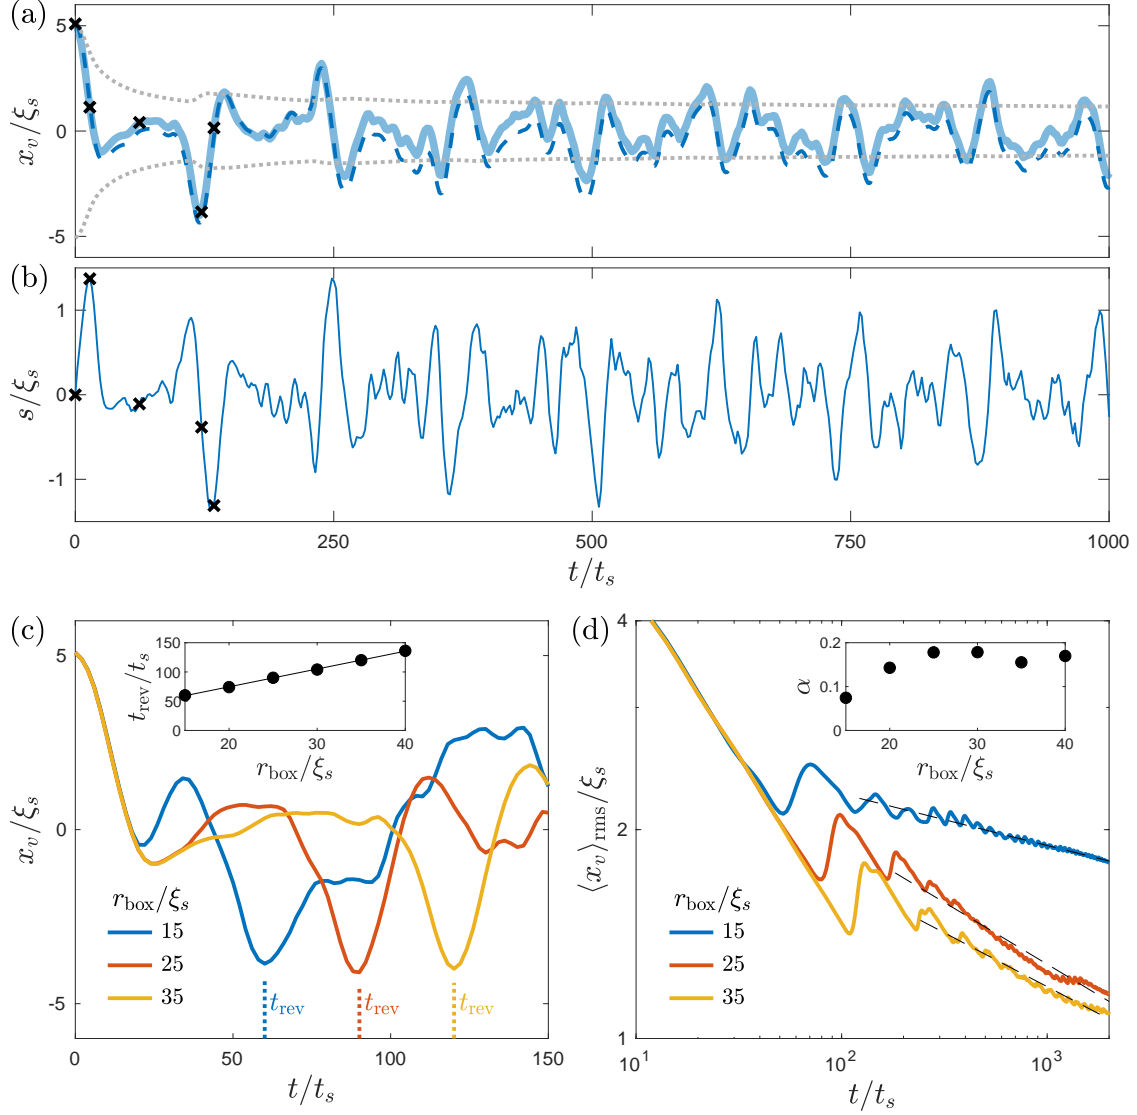 (a)
5
0
-5
x_v/ξ_s
(b)
1
0
-1
s/ξ_s
0 250 500 750 1000
t/t_s
(c)
5
0
-5
x_v/ξ_s
150
100
50
0
t_rev/t_s
20 30 40
r_box/ξ_s
r_box/ξ_s
15
25
35
t_rev t_rev t_rev
0 50 100 150
t/t_s
(d)
4
2
1
⟨x_v⟩_rms/ξ_s
0.2
0.1
0
α
20 30 40
r_box/ξ_s
r_box/ξ_s
15
25
35
10^1 10^2 10^3
t/t_s